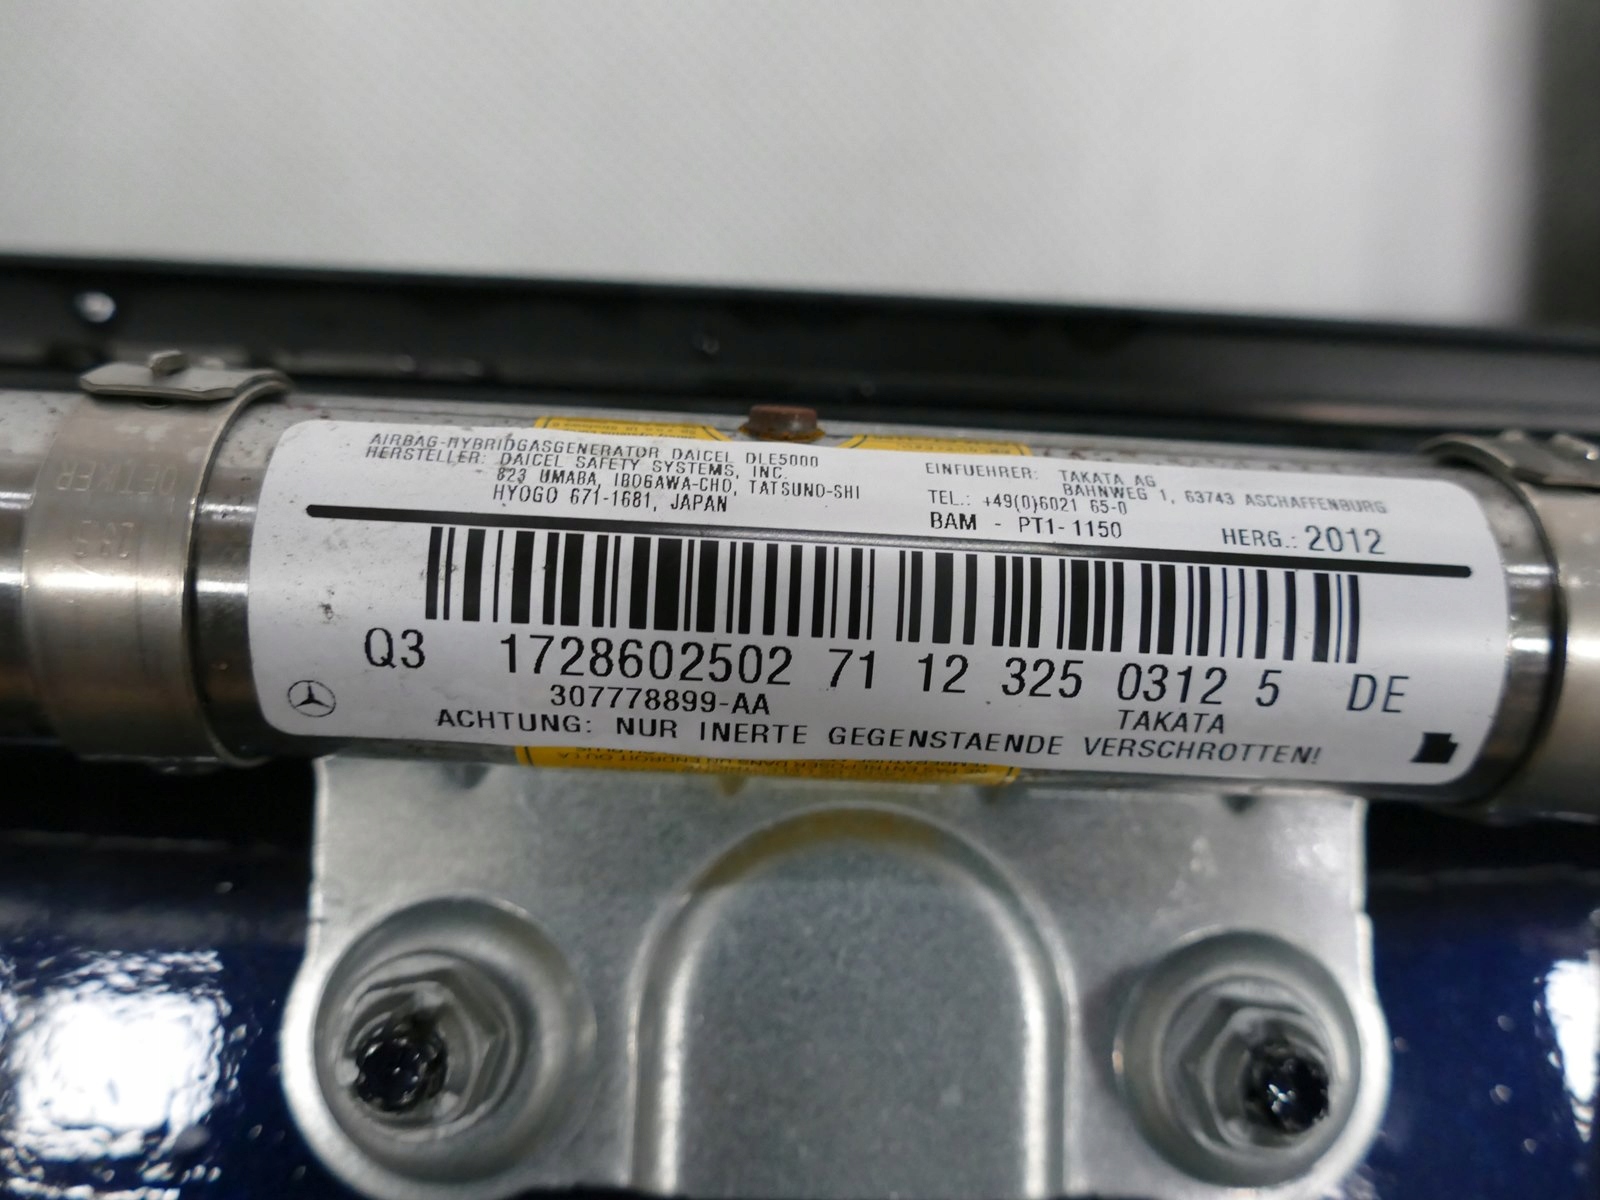 AIRBAG-HYBRIDGASGENERATOR DAICEL DLE5000
HERSTELLER: DAICEL SAFETY SYSTEMS, INC.
823 UMABA, IBOGAWA-CHO, TATSUNO-SHI
HYOGO 671-1681, JAPAN
EINFUEHRER: TAKATA AG
BAHNWEG 1, 63743 ASCHAFFENBURG
TEL.: +49(0)6021 65-0
BAM - PT1-1150
HERG.: 2012
Q3 1728602502 71 12 325 0312 5 DE
307778899-AA
TAKATA
ACHTUNG: NUR INERTE GEGENSTAENDE VERSCHROTTEN!
OETIKER